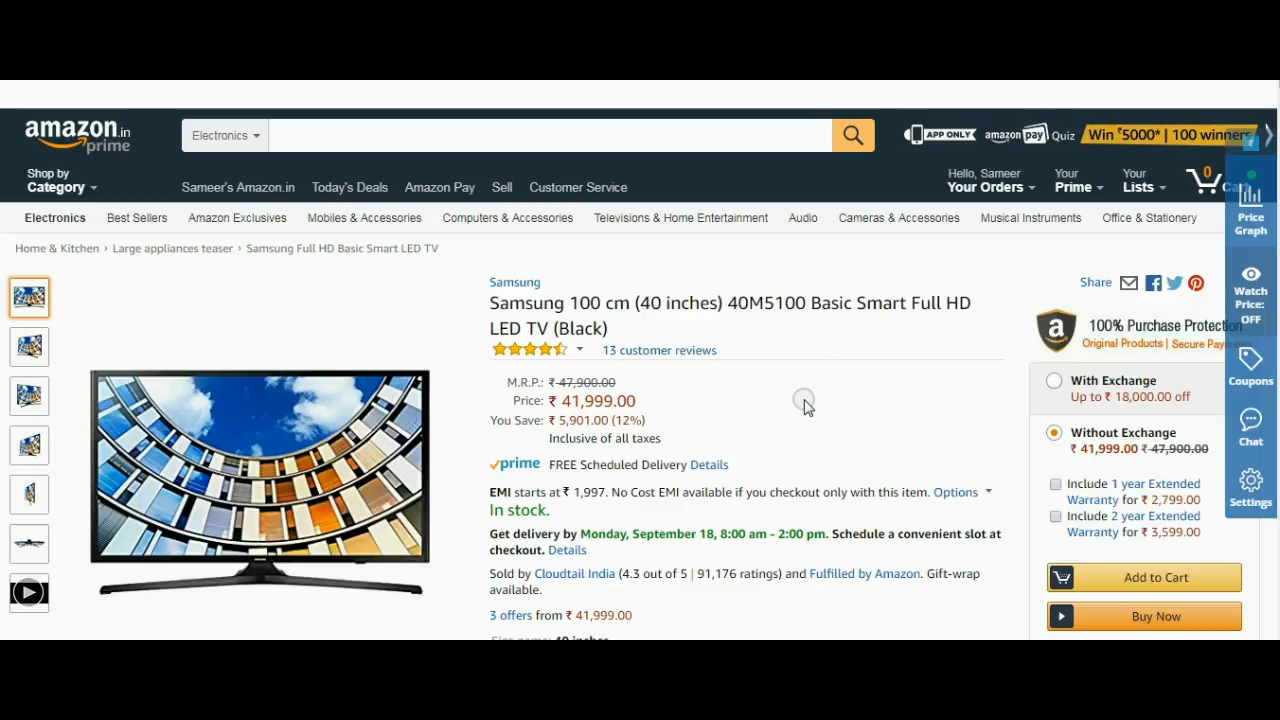 amazon.in
prime
Electronics
APP ONLY
amazon pay Quiz
Win ₹5000* | 100 winners
Shop by
Category
Sameer's Amazon.in
Today's Deals
Amazon Pay
Sell
Customer Service
Hello, Sameer
Your Orders
Your
Prime
Your
Lists
0
Cart
Electronics
Best Sellers
Amazon Exclusives
Mobiles & Accessories
Computers & Accessories
Televisions & Home Entertainment
Audio
Cameras & Accessories
Musical Instruments
Office & Stationery
Home & Kitchen › Large appliances teaser › Samsung Full HD Basic Smart LED TV
Samsung
Samsung 100 cm (40 inches) 40M5100 Basic Smart Full HD
LED TV (Black)
13 customer reviews
M.R.P.: ₹ 47,900.00
Price: ₹ 41,999.00
You Save: ₹ 5,901.00 (12%)
Inclusive of all taxes
prime FREE Scheduled Delivery Details
EMI starts at ₹ 1,997. No Cost EMI available if you checkout only with this item. Options
In stock.
Get delivery by Monday, September 18, 8:00 am - 2:00 pm. Schedule a convenient slot at
checkout. Details
Sold by Cloudtail India (4.3 out of 5 | 91,176 ratings) and Fulfilled by Amazon. Gift-wrap
available.
3 offers from ₹ 41,999.00
Size name: 40 inches
Share
a
100% Purchase Protection
Original Products | Secure Payments
With Exchange
Up to ₹ 18,000.00 off
Without Exchange
₹ 41,999.00 ₹ 47,900.00
Include 1 year Extended
Warranty for ₹ 2,799.00
Include 2 year Extended
Warranty for ₹ 3,599.00
Add to Cart
Buy Now
Price
Graph
Watch
Price:
OFF
Coupons
Chat
Settings